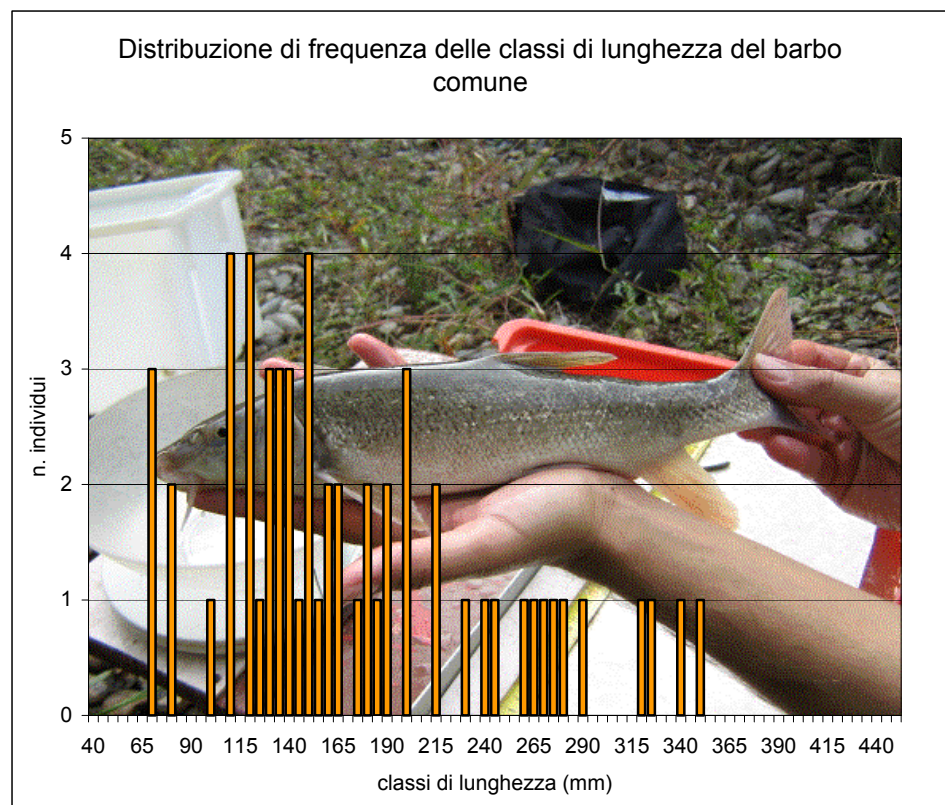 Distribuzione di frequenza delle classi di lunghezza del barbo
comune
5
4
3
2
1
0
n. individui
40 65 90 115 140 165 190 215 240 265 290 315 340 365 390 415 440
classi di lunghezza (mm)